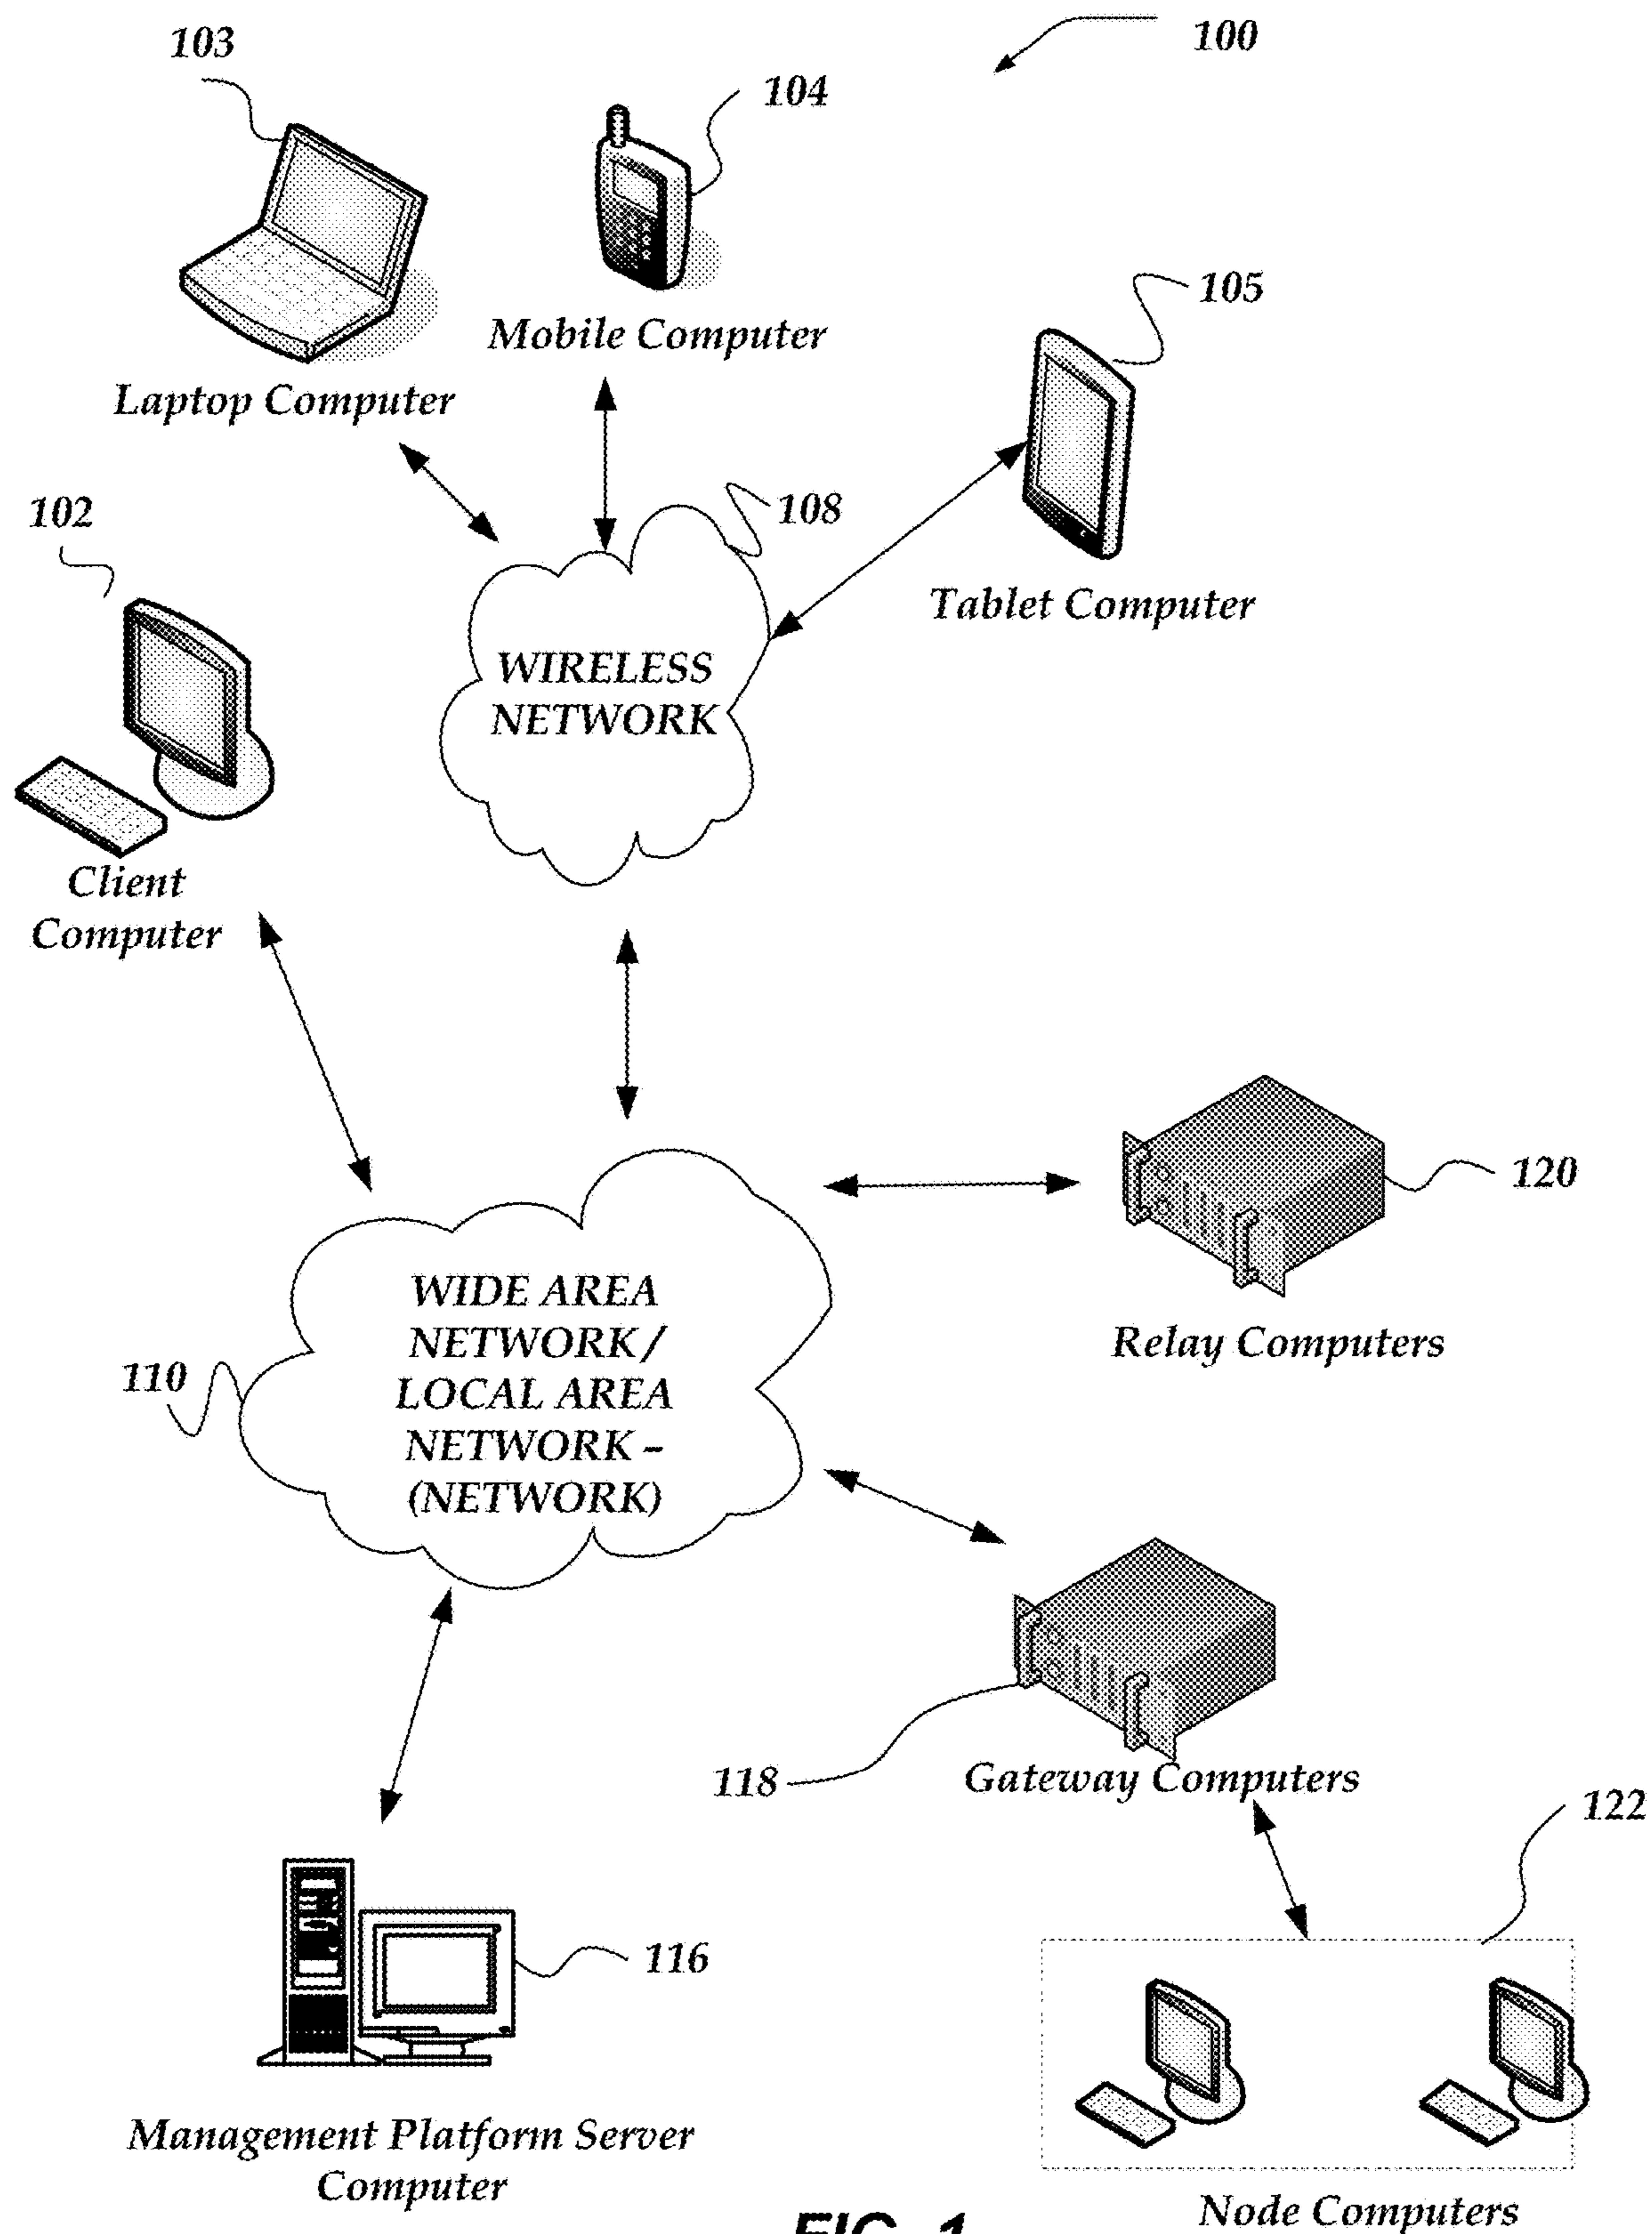 103
100
104
105
Mobile Computer
Laptop Computer
102
108
Tablet Computer
WIRELESS
NETWORK
Client
Computer
120
WIDE AREA
NETWORK /
LOCAL AREA
NETWORK –
(NETWORK)
Relay Computers
110
118
Gateway Computers
122
116
Management Platform Server
Computer
Node Computers
FIG. 1